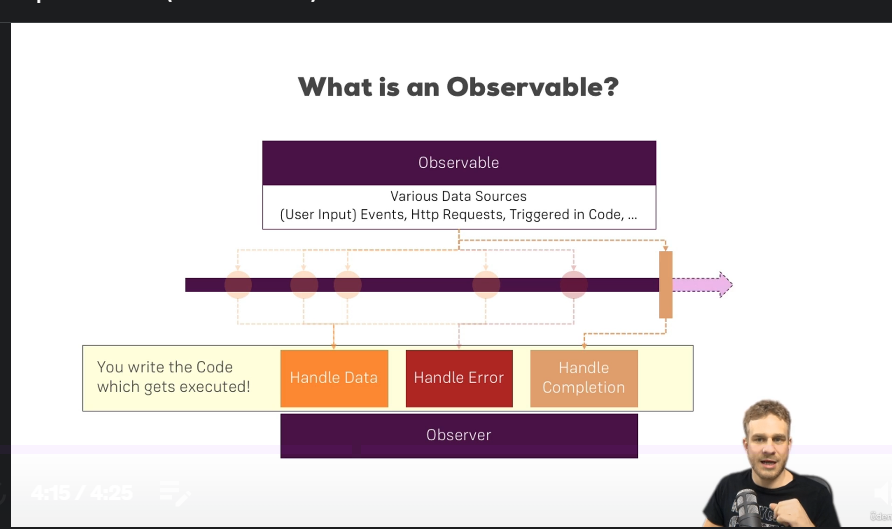 What is an Observable?
Observable
Various Data Sources
(User Input) Events, Http Requests, Triggered in Code, ...
You write the Code
which gets executed!
Handle Data
Handle Error
Handle
Completion
Observer
4:15 / 4:25